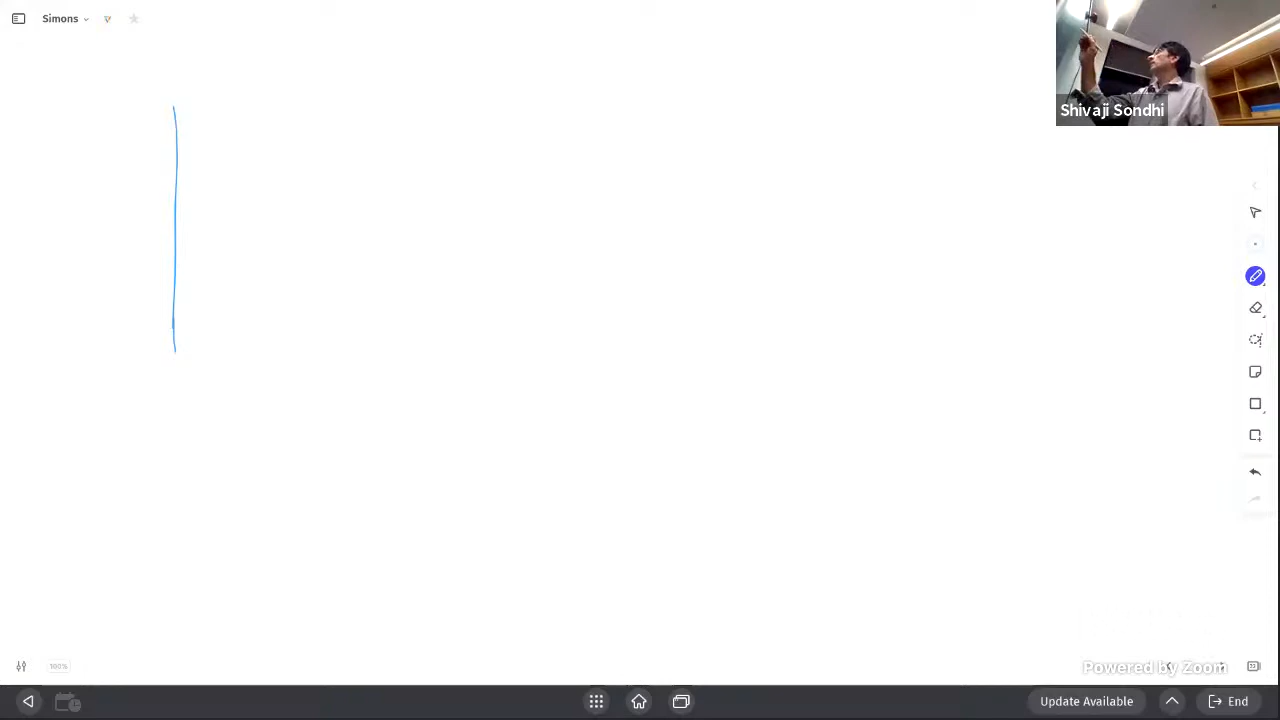 Simons
Shivaji Sondhi
100%
Powered by Zoom
Update Available
End